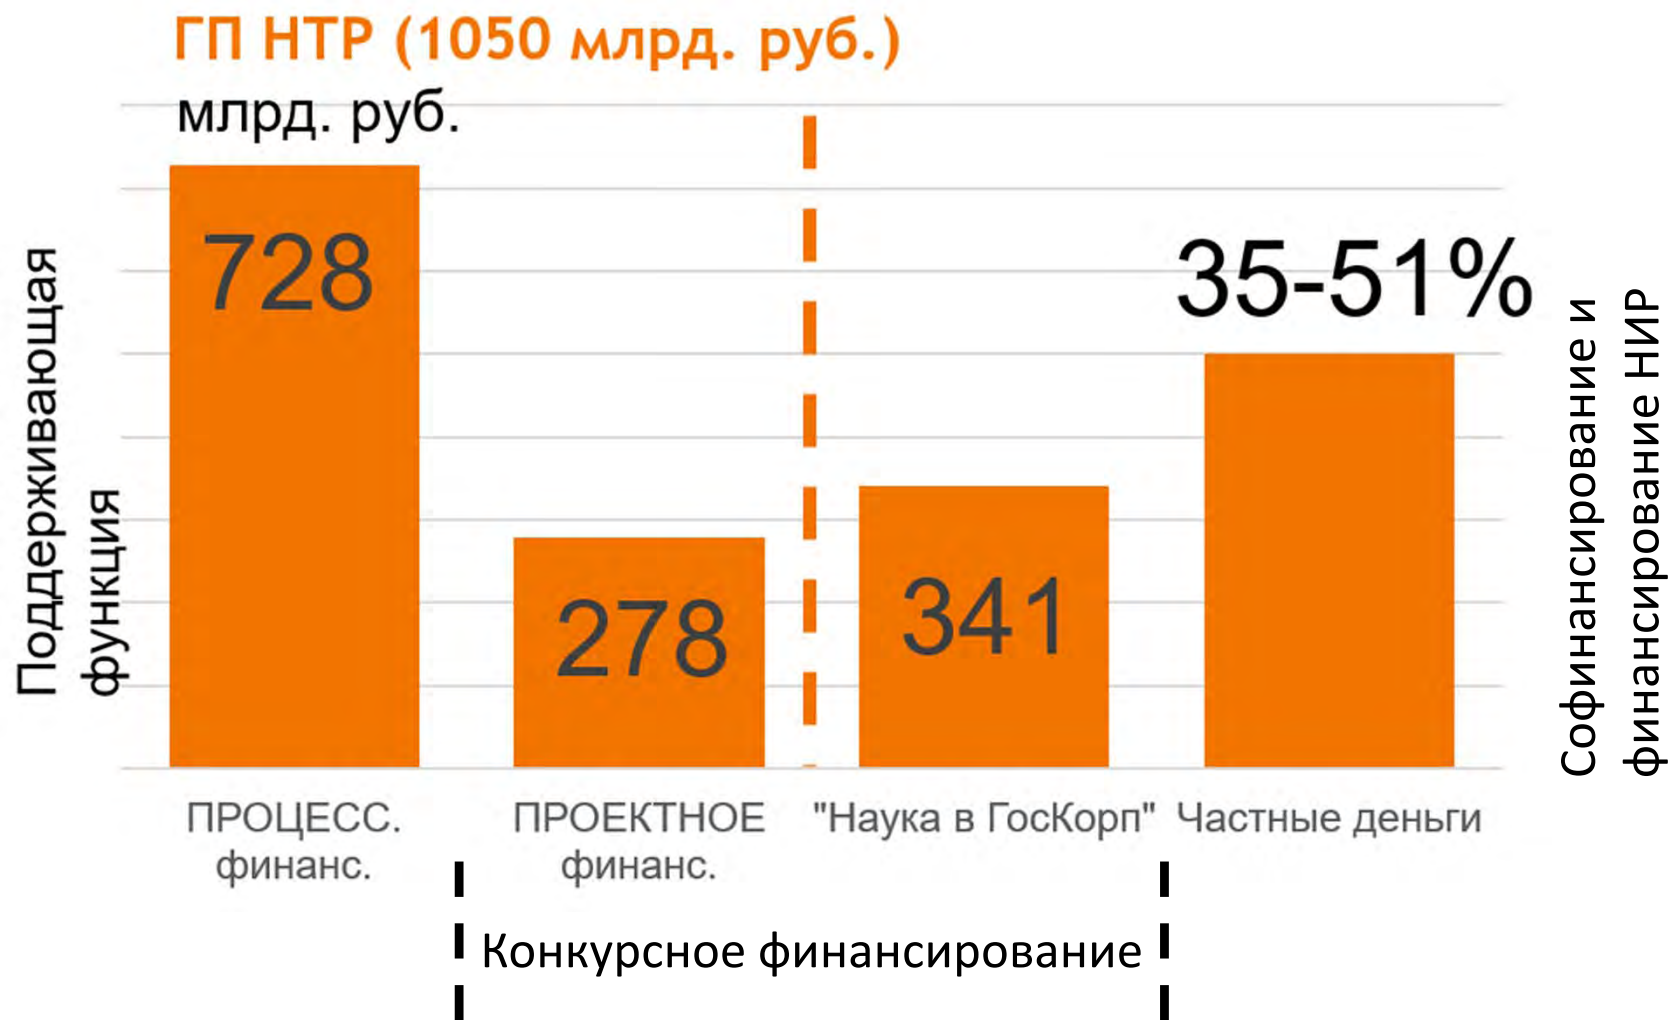 ГП НТР (1050 млрд. руб.)
млрд. руб.
Поддерживающая
функция
728
278
341
35-51%
Софинансирование и
финансирование НИР
ПРОЦЕСС.
финанс.
ПРОЕКТНОЕ
финанс.
"Наука в ГосКорп"
Частные деньги
Конкурсное финансирование